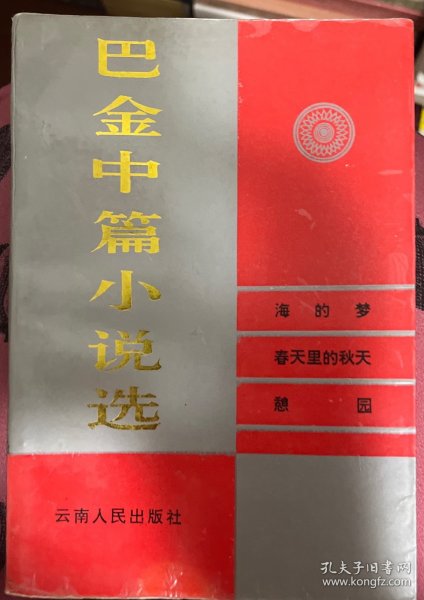 巴金中篇小说选
海的梦
春天里的秋天
憩园
云南人民出版社
孔夫子旧书网
www.kongfz.com